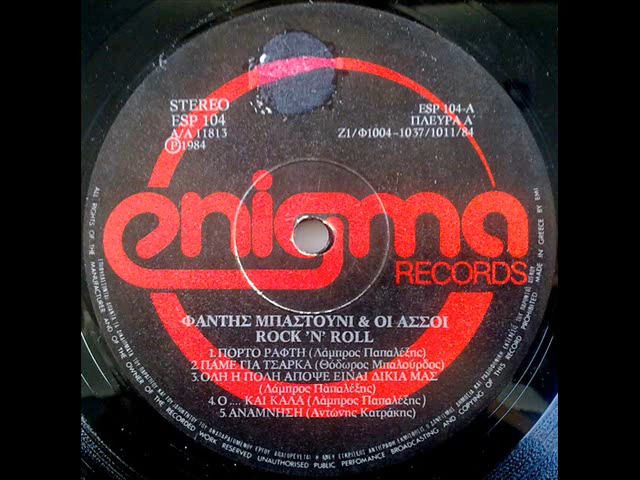 STEREO
ESP 104
A/A 11813
Ⓟ1984
ESP 104-A
ΠΛΕΥΡΑ Α'
Z1/Φ1004-1037/1011/84
enigma
RECORDS
ΦΑΝΤΗΣ ΜΠΑΣΤΟΥΝΙ & ΟΙ ΑΣΣΟΙ
ROCK 'N' ROLL
1. ΠΟΡΤΟ ΡΑΦΤΗ (Λάμπρος Παπαλέξης)
2. ΠΑΜΕ ΓΙΑ ΤΣΑΡΚΑ (Θόδωρος Μπαλούρδος)
3. ΟΛΗ Η ΠΟΛΗ ΑΠΟΨΕ ΕΙΝΑΙ ΔΙΚΙΑ ΜΑΣ
(Λάμπρος Παπαλέξης)
4. Ο ... ΚΑΙ ΚΑΛΑ (Λάμπρος Παπαλέξης)
5. ΑΝΑΜΝΗΣΗ (Αντώνης Κατράκης)
ALL RIGHTS OF THE MANUFACTURER AND OF THE OWNER OF THE RECORDED WORK RESERVED UNAUTHORISED PUBLIC PERFOMANCE BROADCASTING AND COPYING OF THIS RECORD PROHIBITED MADE IN GREECE BY EMI